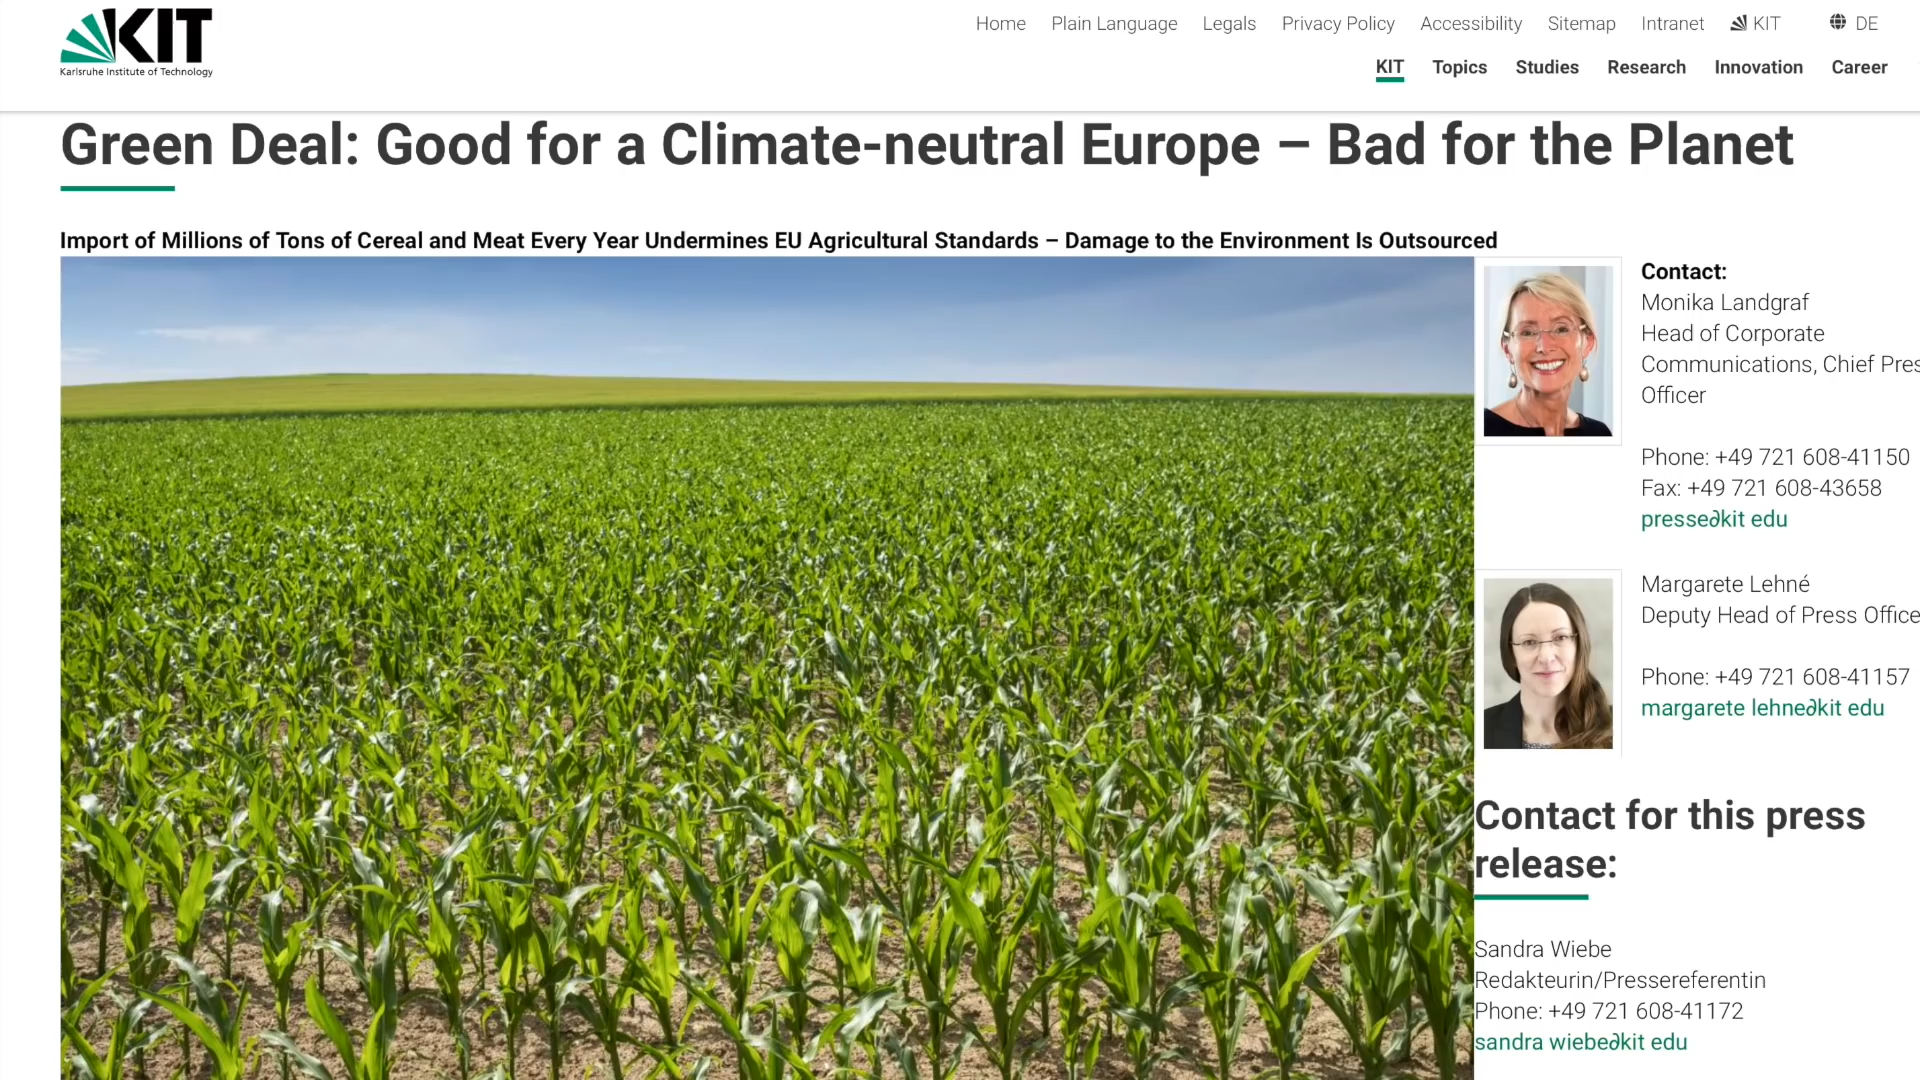 KIT
Karlsruhe Institute of Technology
Home Plain Language Legals Privacy Policy Accessibility Sitemap Intranet KIT DE
KIT Topics Studies Research Innovation Career
Green Deal: Good for a Climate-neutral Europe – Bad for the Planet
Import of Millions of Tons of Cereal and Meat Every Year Undermines EU Agricultural Standards – Damage to the Environment Is Outsourced
Contact:
Monika Landgraf
Head of Corporate
Communications, Chief Pres
Officer
Phone: +49 721 608-41150
Fax: +49 721 608-43658
presse∂kit edu
Margarete Lehné
Deputy Head of Press Office
Phone: +49 721 608-41157
margarete lehne∂kit edu
Contact for this press
release:
Sandra Wiebe
Redakteurin/Pressereferentin
Phone: +49 721 608-41172
sandra wiebe∂kit edu